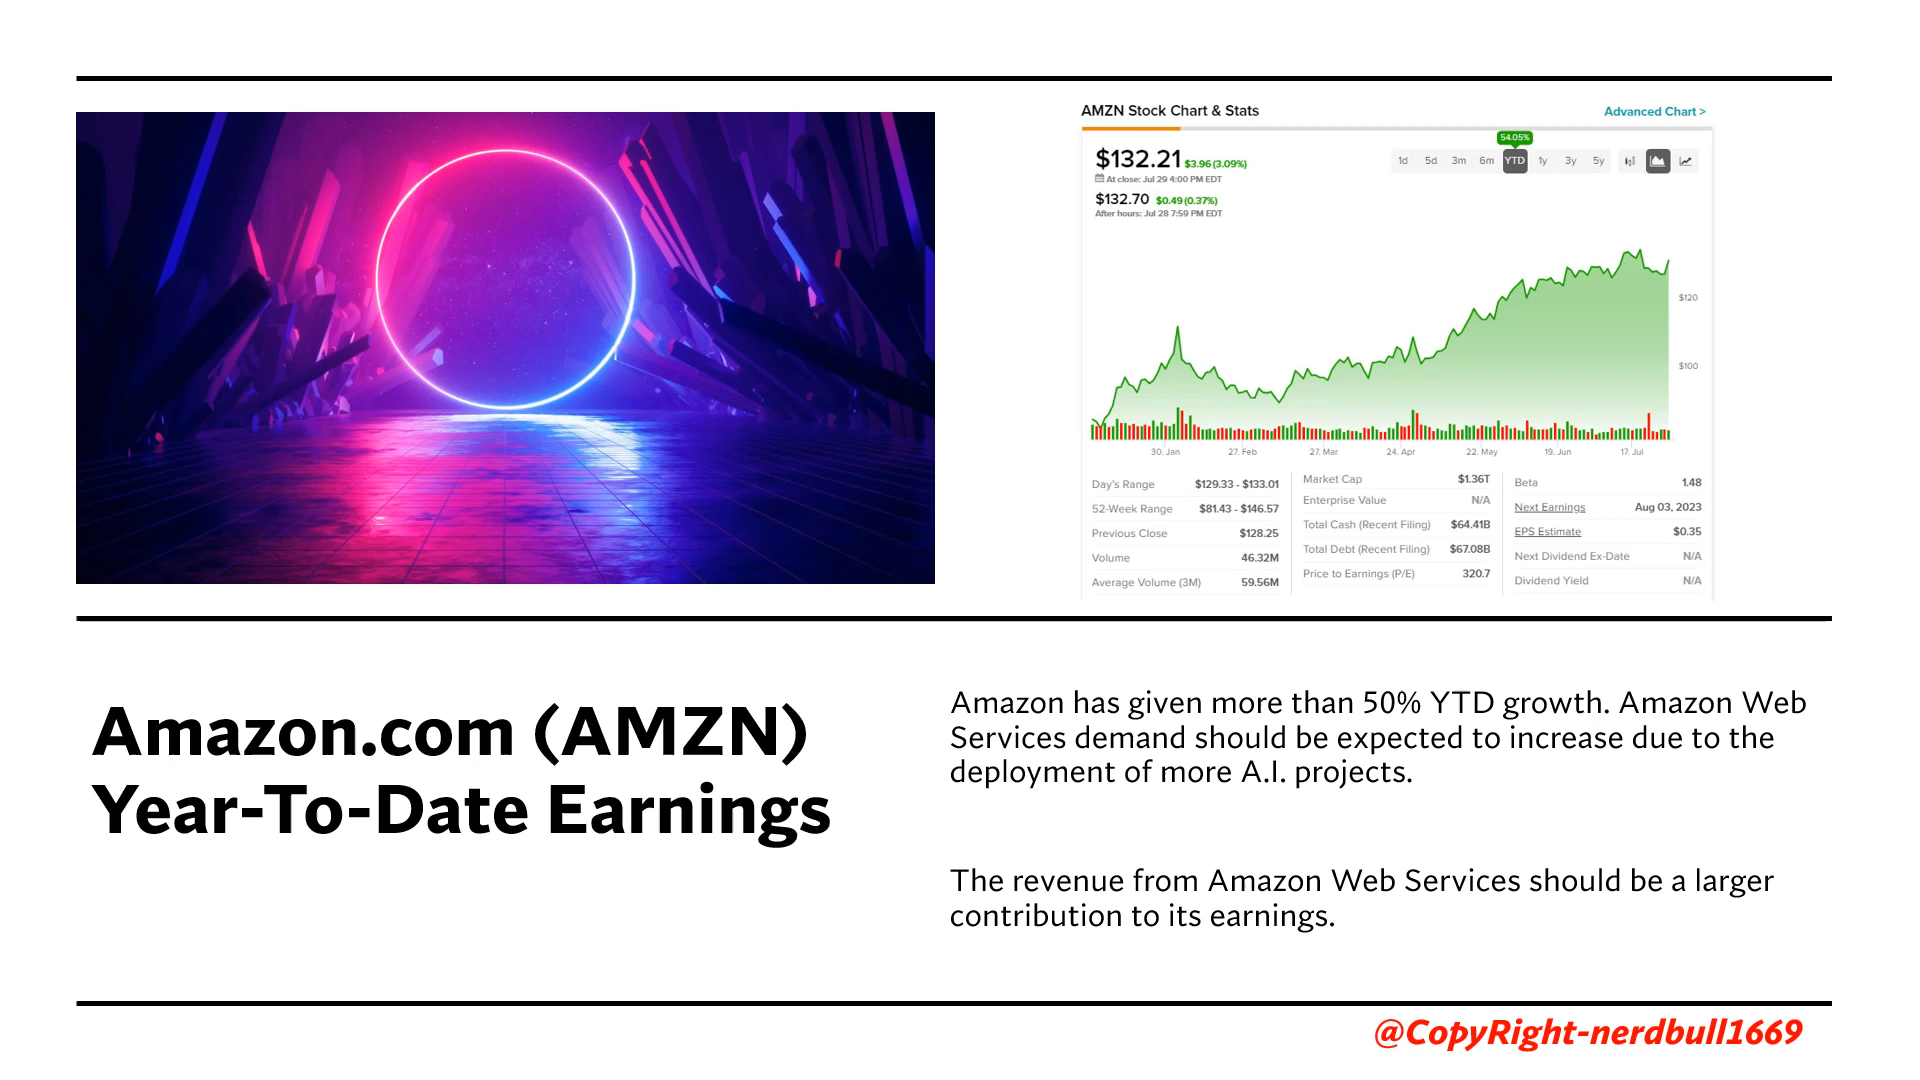 AMZN Stock Chart & Stats
Advanced Chart >
54.05%
$132.21 $3.96 (3.09%)
1d 5d 3m 6m YTD 1y 3y 5y
At close: Jul 29 4:00 PM EDT
$132.70 $0.49 (0.37%)
After hours: Jul 28 7:59 PM EDT
$120
$100
30. Jan 27. Feb 27. Mar 24. Apr 22. May 19. Jun 17. Jul
Day's Range $129.33 - $133.01
52-Week Range $81.43 - $146.57
Previous Close $128.25
Volume 46.32M
Average Volume (3M) 59.56M
Market Cap $1.36T
Enterprise Value N/A
Total Cash (Recent Filing) $64.41B
Total Debt (Recent Filing) $67.08B
Price to Earnings (P/E) 320.7
Beta 1.48
Next Earnings Aug 03, 2023
EPS Estimate $0.35
Next Dividend Ex-Date N/A
Dividend Yield N/A
Amazon.com (AMZN)
Year-To-Date Earnings
Amazon has given more than 50% YTD growth. Amazon Web
Services demand should be expected to increase due to the
deployment of more A.I. projects.
The revenue from Amazon Web Services should be a larger
contribution to its earnings.
@CopyRight-nerdbull1669